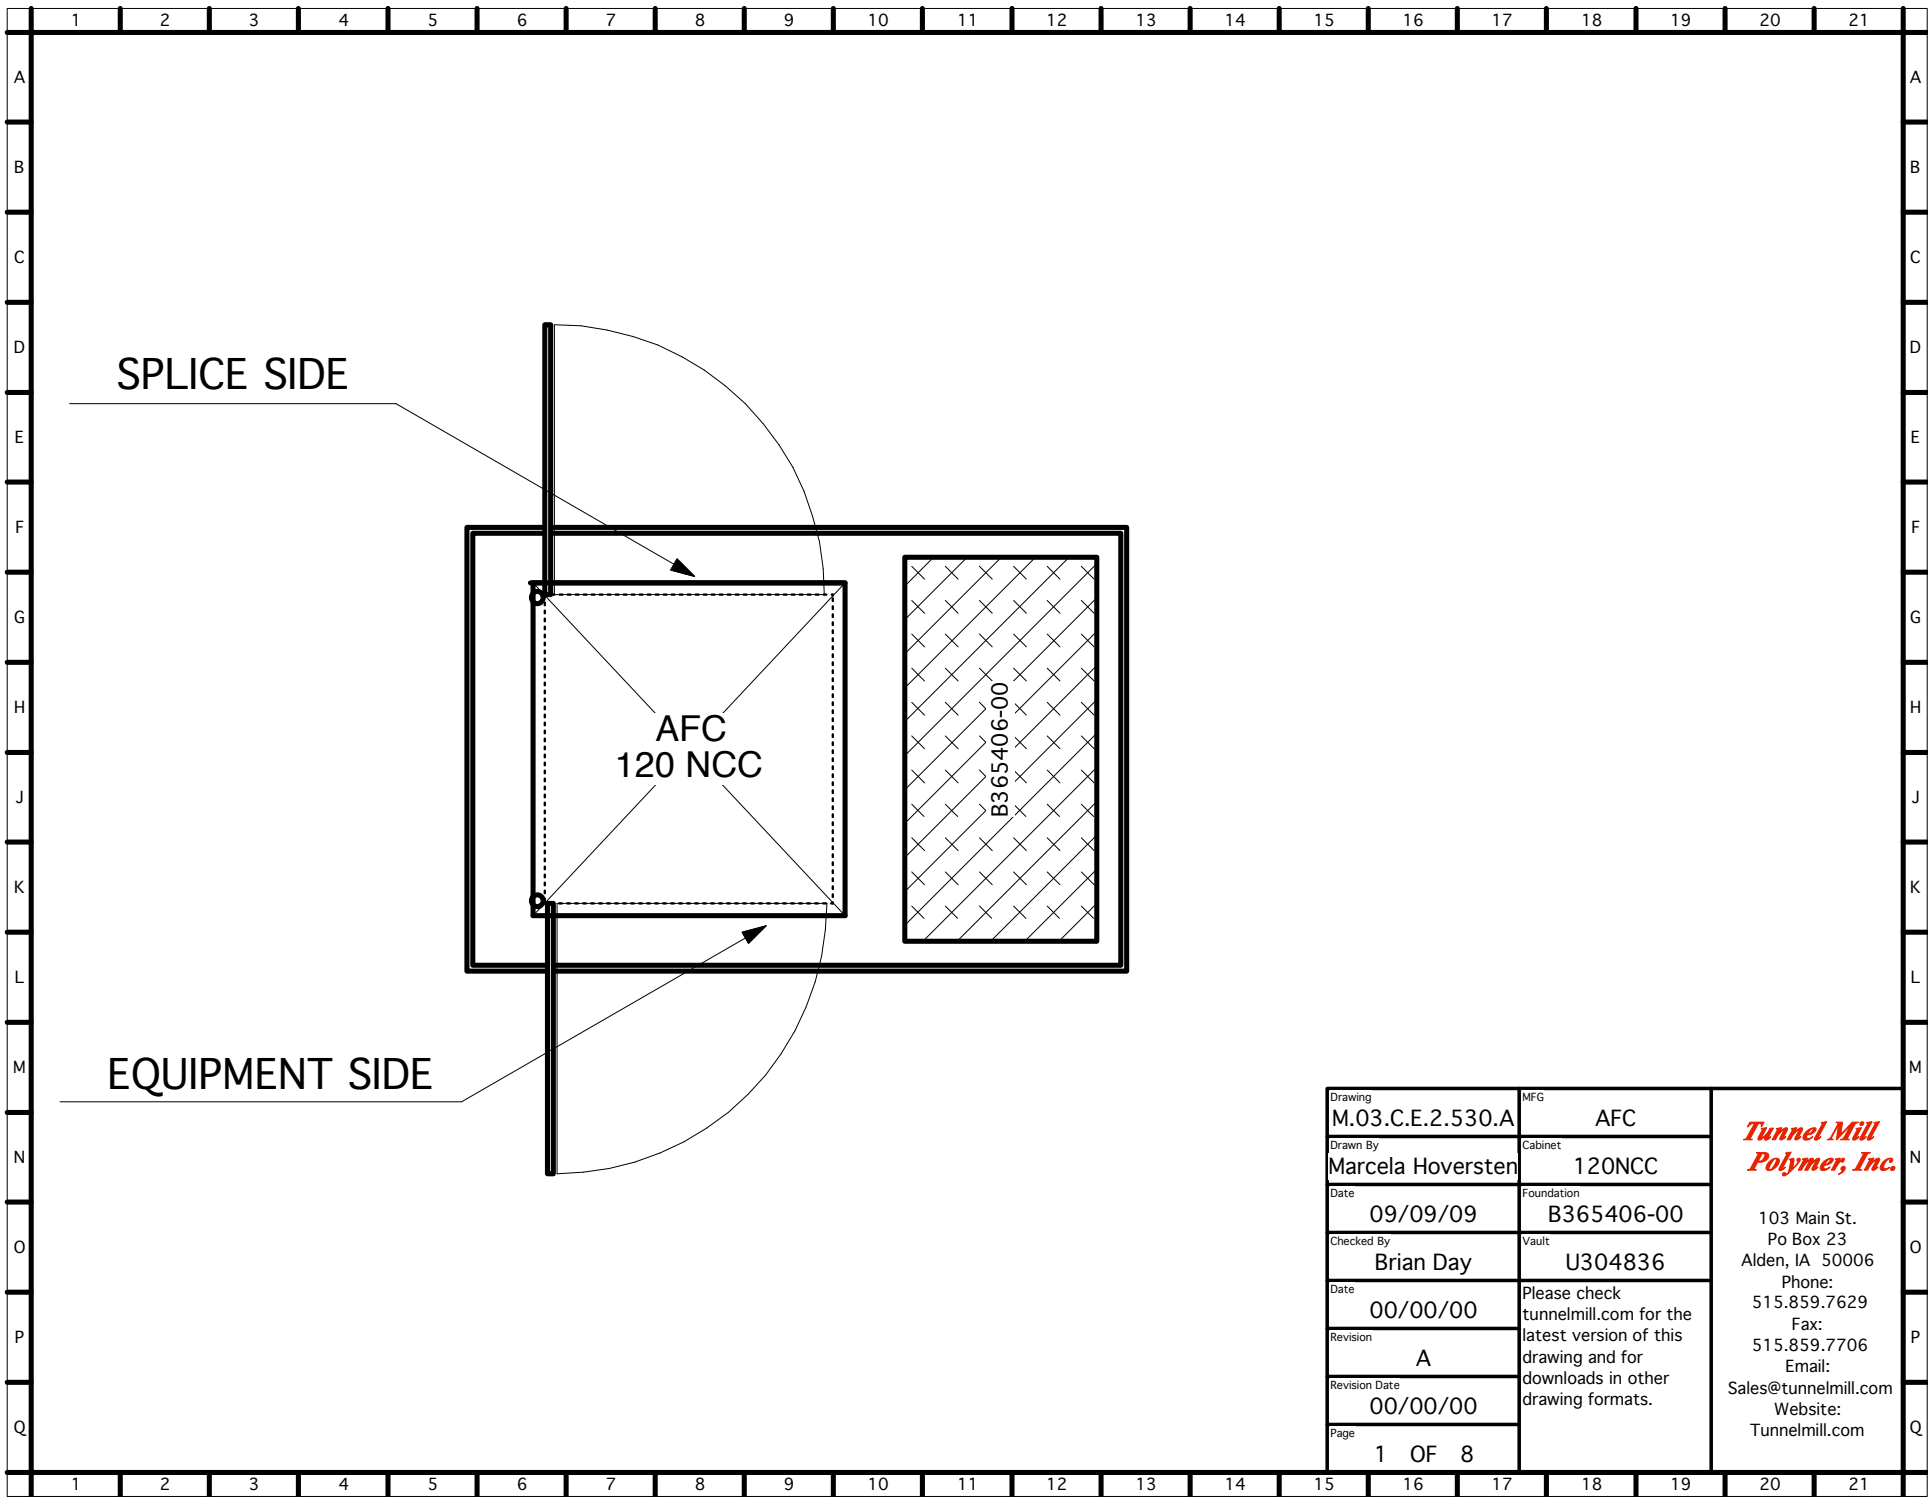 1 2 3 4 5 6 7 8 9 10 11 12 13 14 15 16 17 18 19 20 21
A A
B B
C C
D D
SPLICE SIDE
E E
F F
G G
H H
AFC
120 NCC
B365406-00
J J
K K
L L
M M
EQUIPMENT SIDE
N N
O O
P P
Q Q
Drawing
M.03.C.E.2.530.A
MFG
AFC
Drawn By
Marcela Hoversten
Cabinet
120NCC
Date
09/09/09
Foundation
B365406-00
Checked By
Brian Day
Vault
U304836
Date
00/00/00
Revision
A
Revision Date
00/00/00
Page
1 OF 8
Please check
tunnelmill.com for the
latest version of this
drawing and for
downloads in other
drawing formats.
Tunnel Mill
Polymer, Inc.
103 Main St.
Po Box 23
Alden, IA 50006
Phone:
515.859.7629
Fax:
515.859.7706
Email:
Sales@tunnelmill.com
Website:
Tunnelmill.com
1 2 3 4 5 6 7 8 9 10 11 12 13 14 15 16 17 18 19 20 21